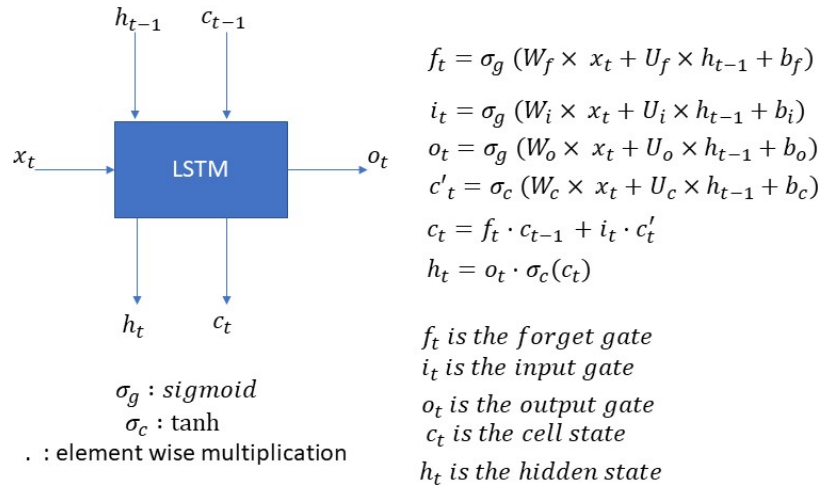 h_{t-1} c_{t-1}
x_t
LSTM
o_t
h_t c_t
σ_g : sigmoid
σ_c : tanh
. : element wise multiplication
f_t = σ_g (W_f × x_t + U_f × h_{t-1} + b_f)
i_t = σ_g (W_i × x_t + U_i × h_{t-1} + b_i)
o_t = σ_g (W_o × x_t + U_o × h_{t-1} + b_o)
c'_t = σ_c (W_c × x_t + U_c × h_{t-1} + b_c)
c_t = f_t · c_{t-1} + i_t · c'_t
h_t = o_t · σ_c(c_t)
f_t is the forget gate
i_t is the input gate
o_t is the output gate
c_t is the cell state
h_t is the hidden state